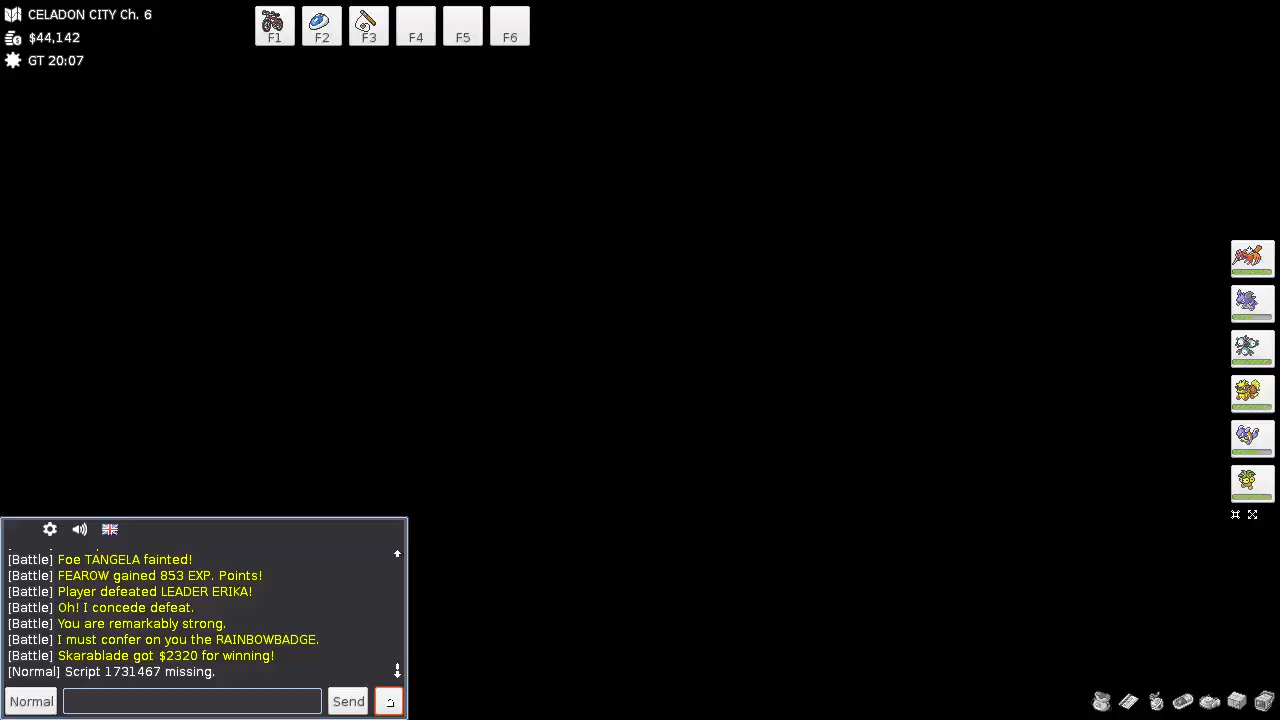 CELADON CITY Ch. 6
$44,142
GT 20:07
F1 F2 F3 F4 F5 F6
[Battle] Foe TANGELA fainted!
[Battle] FEAROW gained 853 EXP. Points!
[Battle] Player defeated LEADER ERIKA!
[Battle] Oh! I concede defeat.
[Battle] You are remarkably strong.
[Battle] I must confer on you the RAINBOWBADGE.
[Battle] Skarablade got $2320 for winning!
[Normal] Script 1731467 missing.
Normal Send